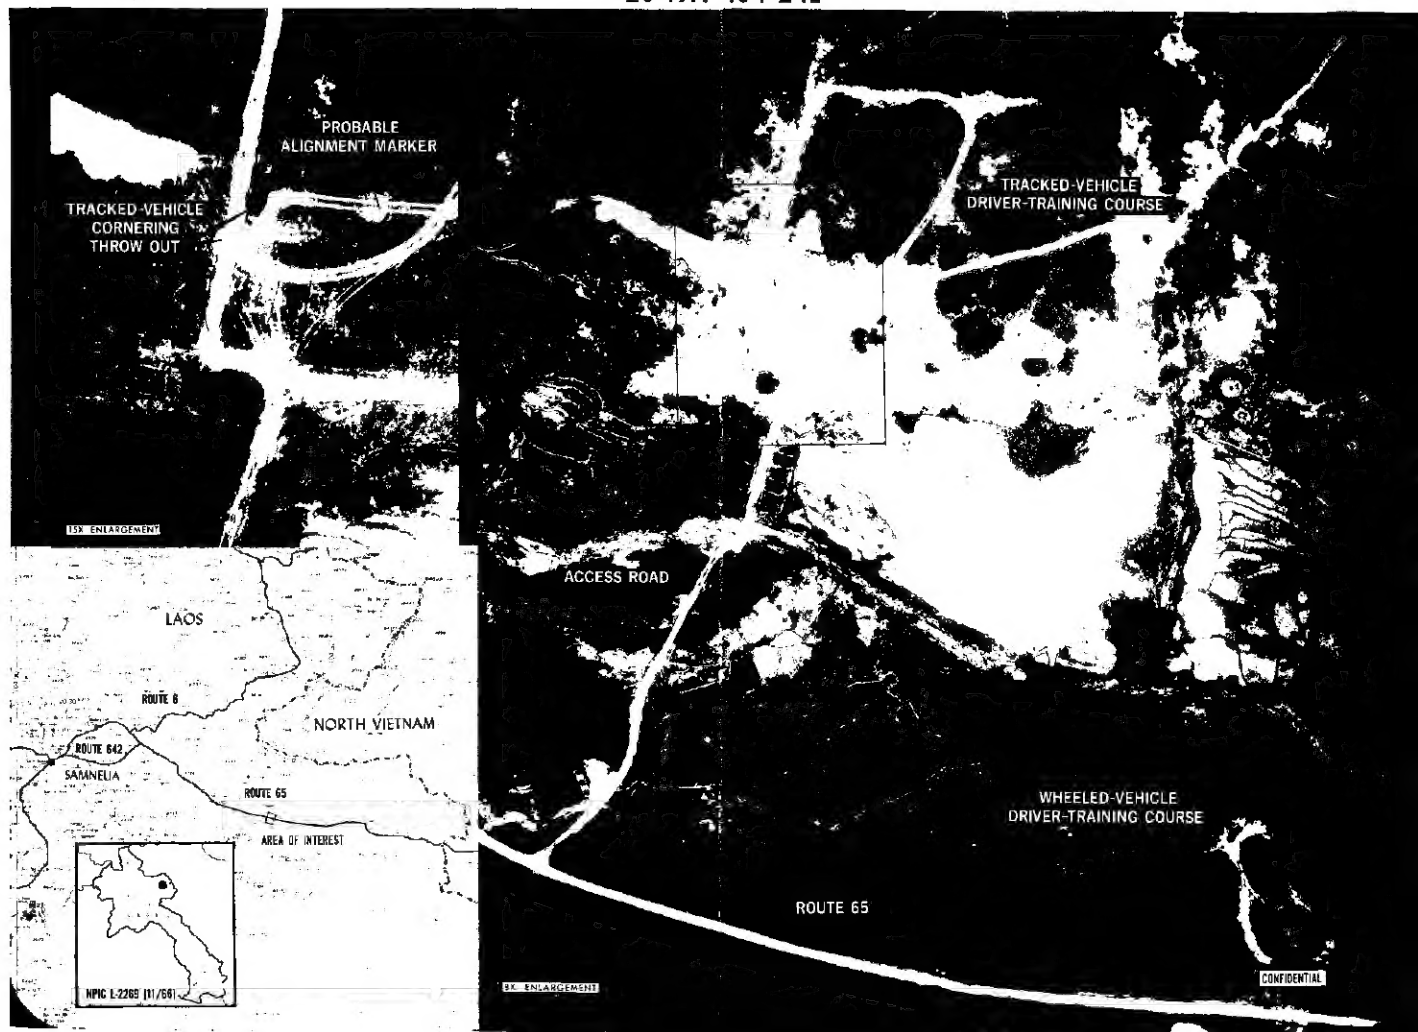 PROBABLE
ALIGNMENT MARKER
TRACKED-VEHICLE
CORNERING
THROW OUT
15X ENLARGEMENT
TRACKED-VEHICLE
DRIVER-TRAINING COURSE
ACCESS ROAD
WHEELED-VEHICLE
DRIVER-TRAINING COURSE
ROUTE 65
CONFIDENTIAL
8X ENLARGEMENT
LAOS
ROUTE 6
NORTH VIETNAM
ROUTE 642
SAMNEUA
ROUTE 65
AREA OF INTEREST
NPIC L-2269 (11/66)